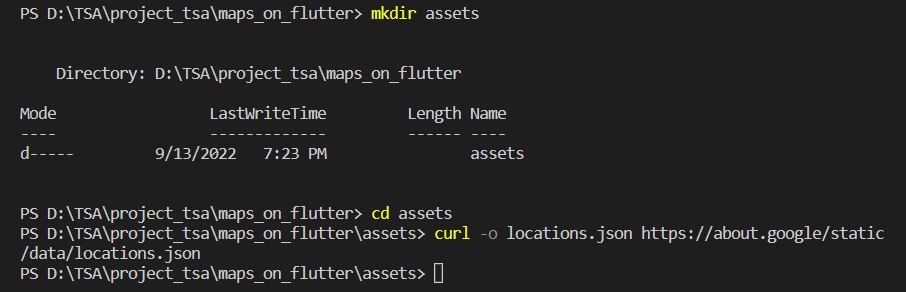 PS D:\TSA\project_tsa\maps_on_flutter> mkdir assets
Directory: D:\TSA\project_tsa\maps_on_flutter
Mode LastWriteTime Length Name
---- ------------- ------ ----
d----- 9/13/2022 7:23 PM assets
PS D:\TSA\project_tsa\maps_on_flutter> cd assets
PS D:\TSA\project_tsa\maps_on_flutter\assets> curl -o locations.json https://about.google/static
/data/locations.json
PS D:\TSA\project_tsa\maps_on_flutter\assets>